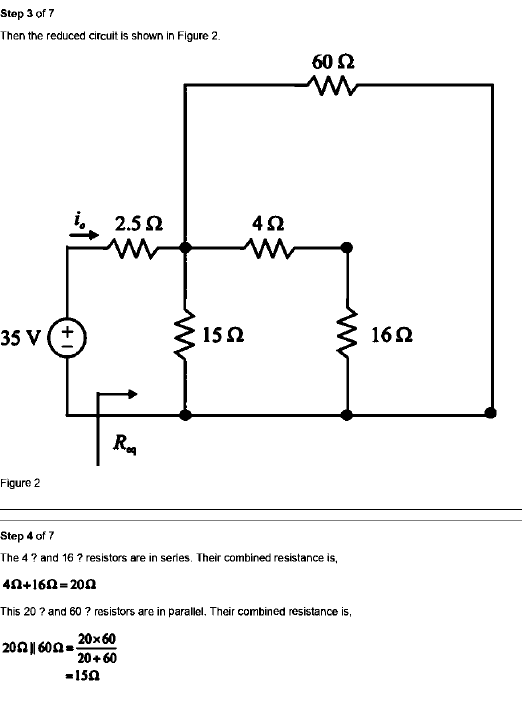 Step 3 of 7
Then the reduced circuit is shown in Figure 2.
60 Ω
i₀ 2.5 Ω 4 Ω
35 V + − 15 Ω 16 Ω
Req
Figure 2
Step 4 of 7
The 4 ? and 16 ? resistors are in series. Their combined resistance is,
4Ω+16Ω=20Ω
This 20 ? and 60 ? resistors are in parallel. Their combined resistance is,
20Ω||60Ω = 20×60 / 20+60
=15Ω